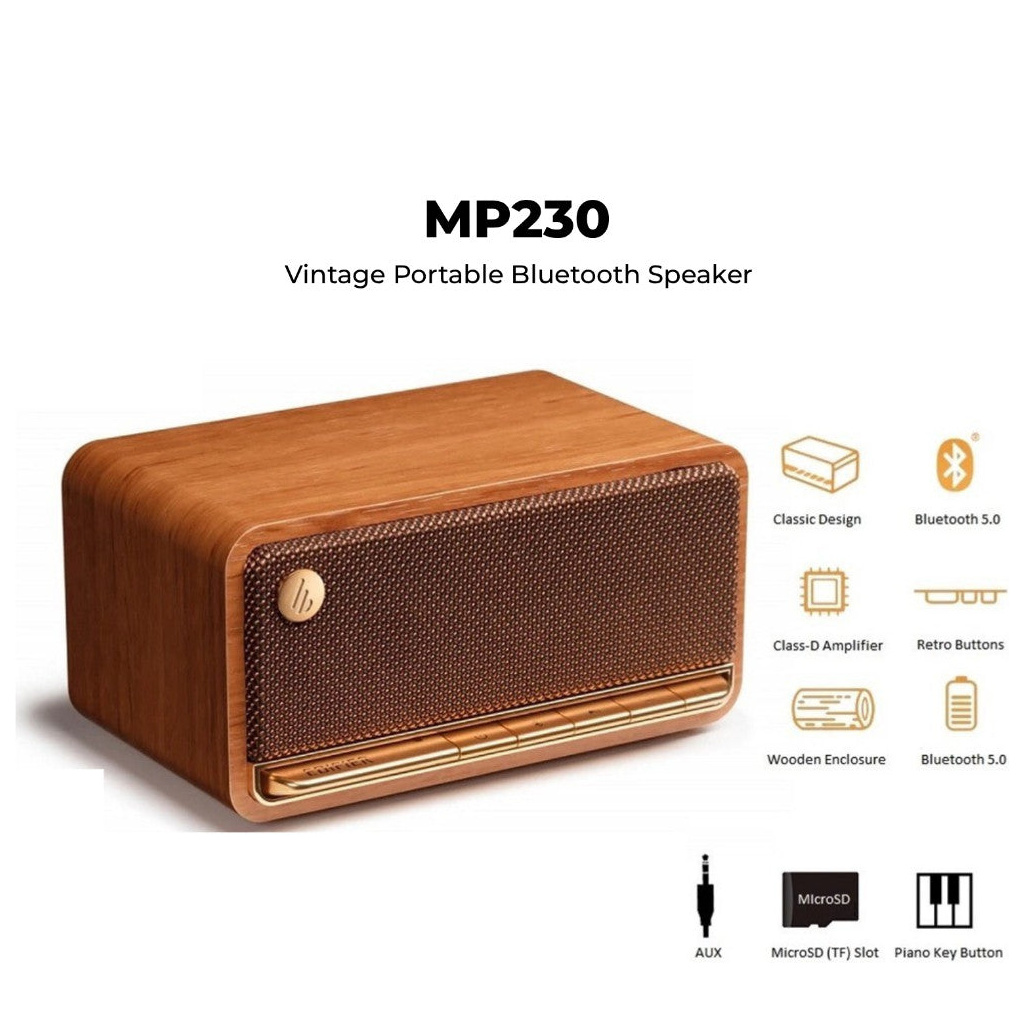 MP230
Vintage Portable Bluetooth Speaker
®
Classic Design
Bluetooth 5.0
Class-D Amplifier
Retro Buttons
Wooden Enclosure
Bluetooth 5.0
EDIFIER
MIcroSD
AUX
MicroSD (TF) Slot
Piano Key Button